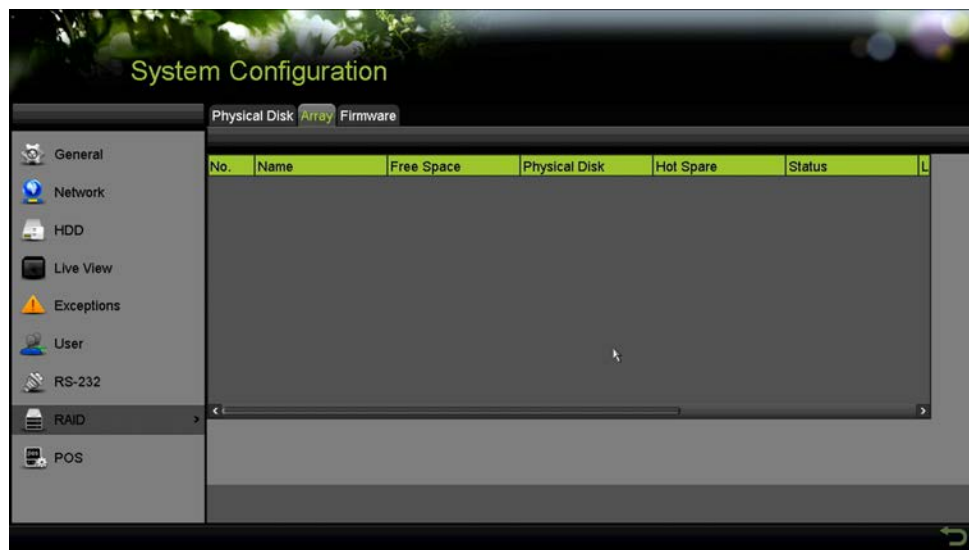 System Configuration
Physical Disk Array Firmware
General
Network
HDD
Live View
Exceptions
User
RS-232
RAID
POS
No. Name Free Space Physical Disk Hot Spare Status L